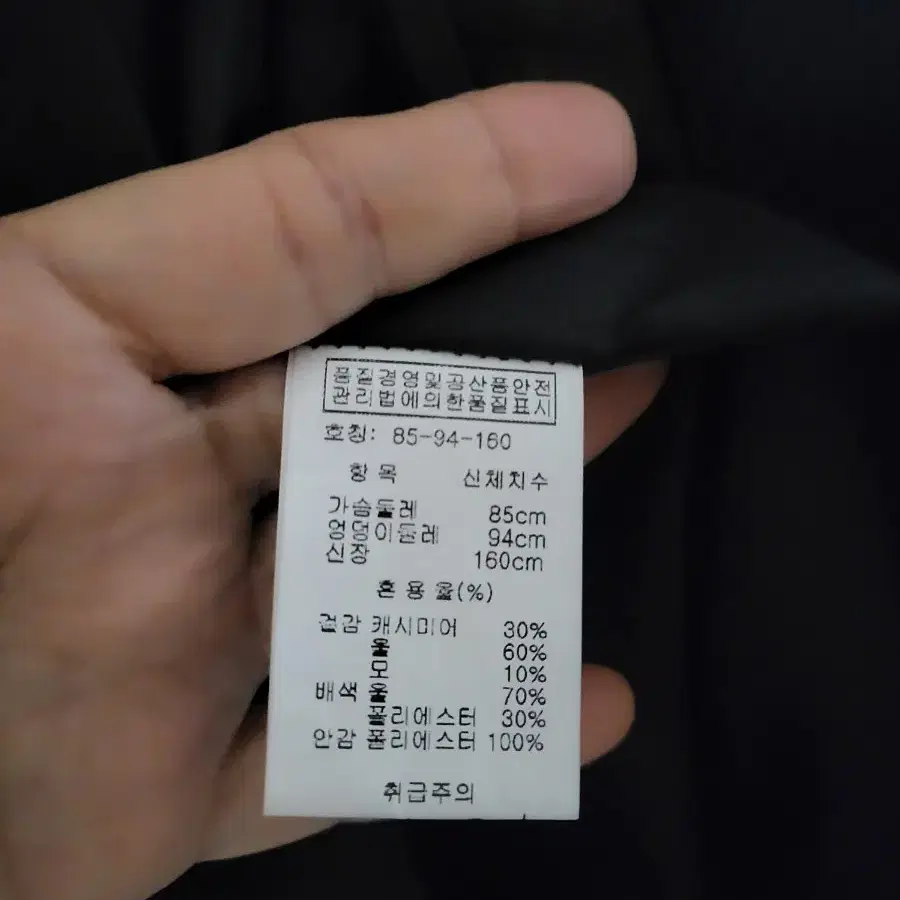 품질경영및공산품안전
관리법에의한품질표시
호칭: 85-94-160
항 목 신체치수
가슴둘레 85cm
엉덩이둘레 94cm
신장 160cm
혼 용 율(%)
겉감 캐시미어 30%
울 60%
모 10%
배색 울 70%
폴리에스터 30%
안감 폴리에스터 100%
취급주의